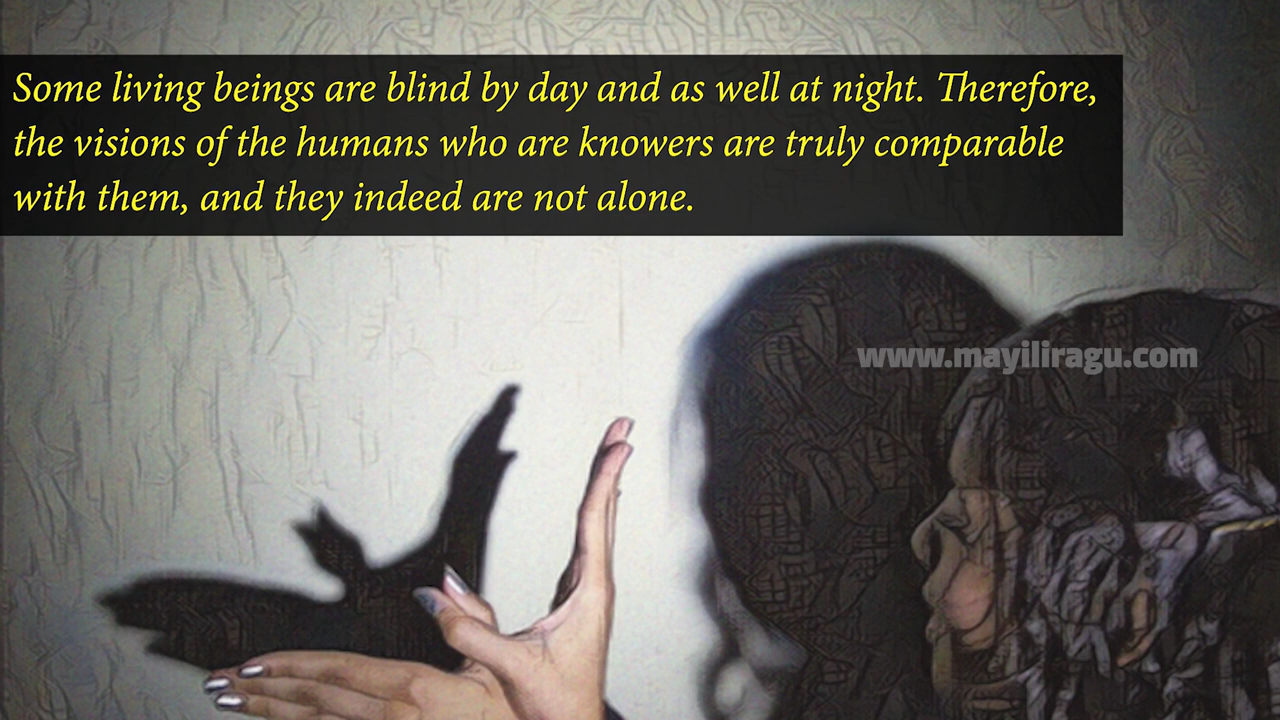 Some living beings are blind by day and as well at night. Therefore,
the visions of the humans who are knowers are truly comparable
with them, and they indeed are not alone.
www.mayiliragu.com